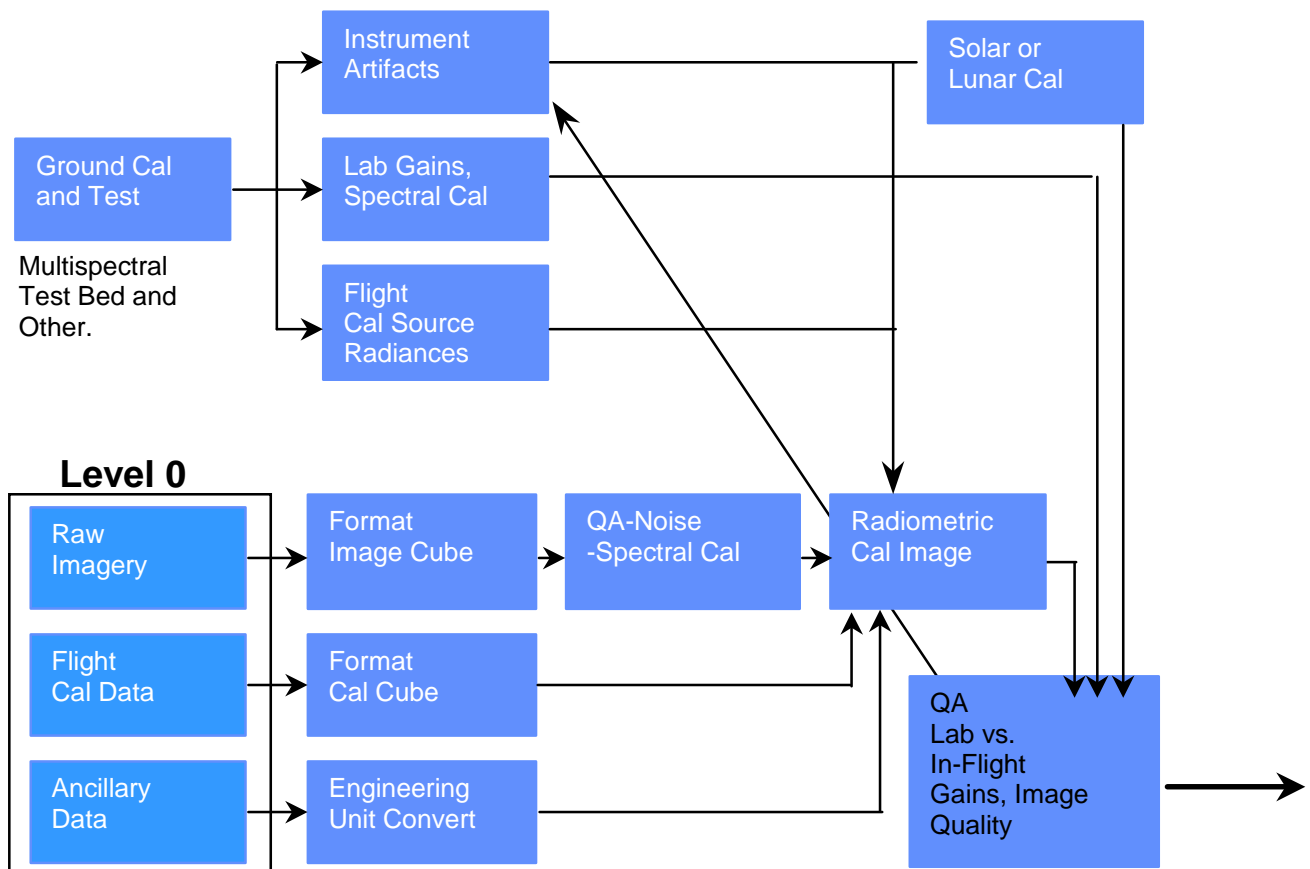 Instrument
Artifacts
Solar or
Lunar Cal
Ground Cal
and Test
Lab Gains,
Spectral Cal
Multispectral
Test Bed and
Other.
Flight
Cal Source
Radiances
Level 0
Raw
Imagery
Format
Image Cube
QA-Noise
-Spectral Cal
Radiometric
Cal Image
Flight
Cal Data
Format
Cal Cube
QA
Lab vs.
In-Flight
Gains, Image
Quality
Ancillary
Data
Engineering
Unit Convert